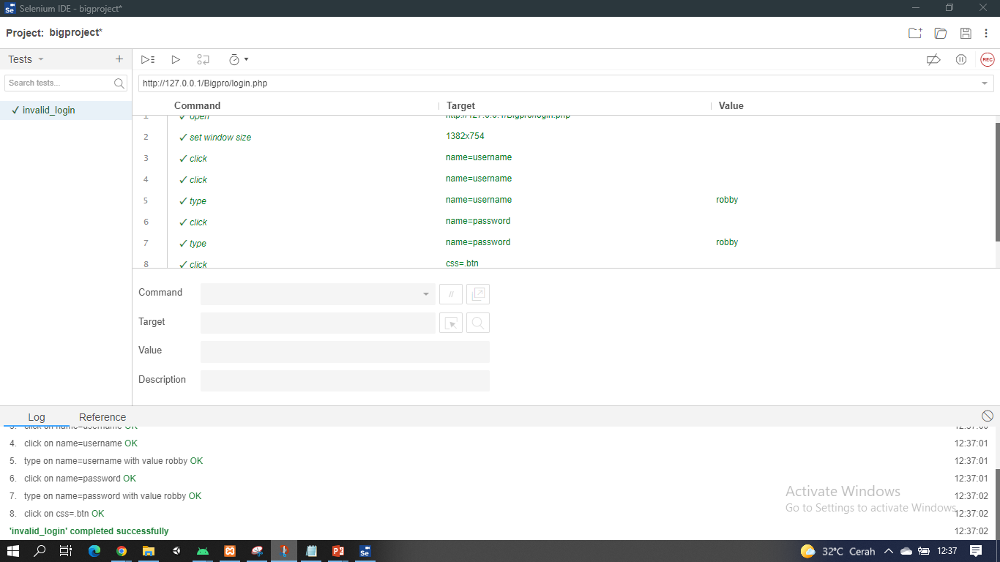 Selenium IDE - bigproject*
Project: bigproject*
Tests
Search tests...
✓ invalid_login
REC
http://127.0.0.1/Bigpro/login.php
Command Target Value
1 ✓ open http://127.0.0.1/Bigpro/login.php
2 ✓ set window size 1382x754
3 ✓ click name=username
4 ✓ click name=username
5 ✓ type name=username robby
6 ✓ click name=password
7 ✓ type name=password robby
8 ✓ click css=.btn
Command //
Target
Value
Description
Log Reference
3. click on name=username OK 12:37:00
4. click on name=username OK 12:37:01
5. type on name=username with value robby OK 12:37:01
6. click on name=password OK 12:37:01
7. type on name=password with value robby OK 12:37:02
8. click on css=.btn OK 12:37:02
'invalid_login' completed successfully 12:37:02
Activate Windows
Go to Settings to activate Windows.
32°C Cerah 12:37